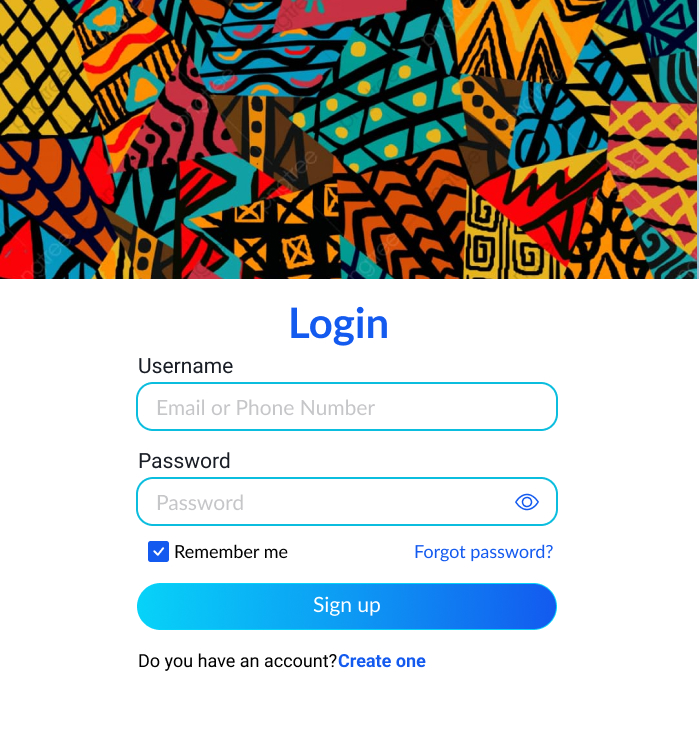 Login
Username
Email or Phone Number
Password
Password
Remember me Forgot password?
Sign up
Do you have an account?Create one